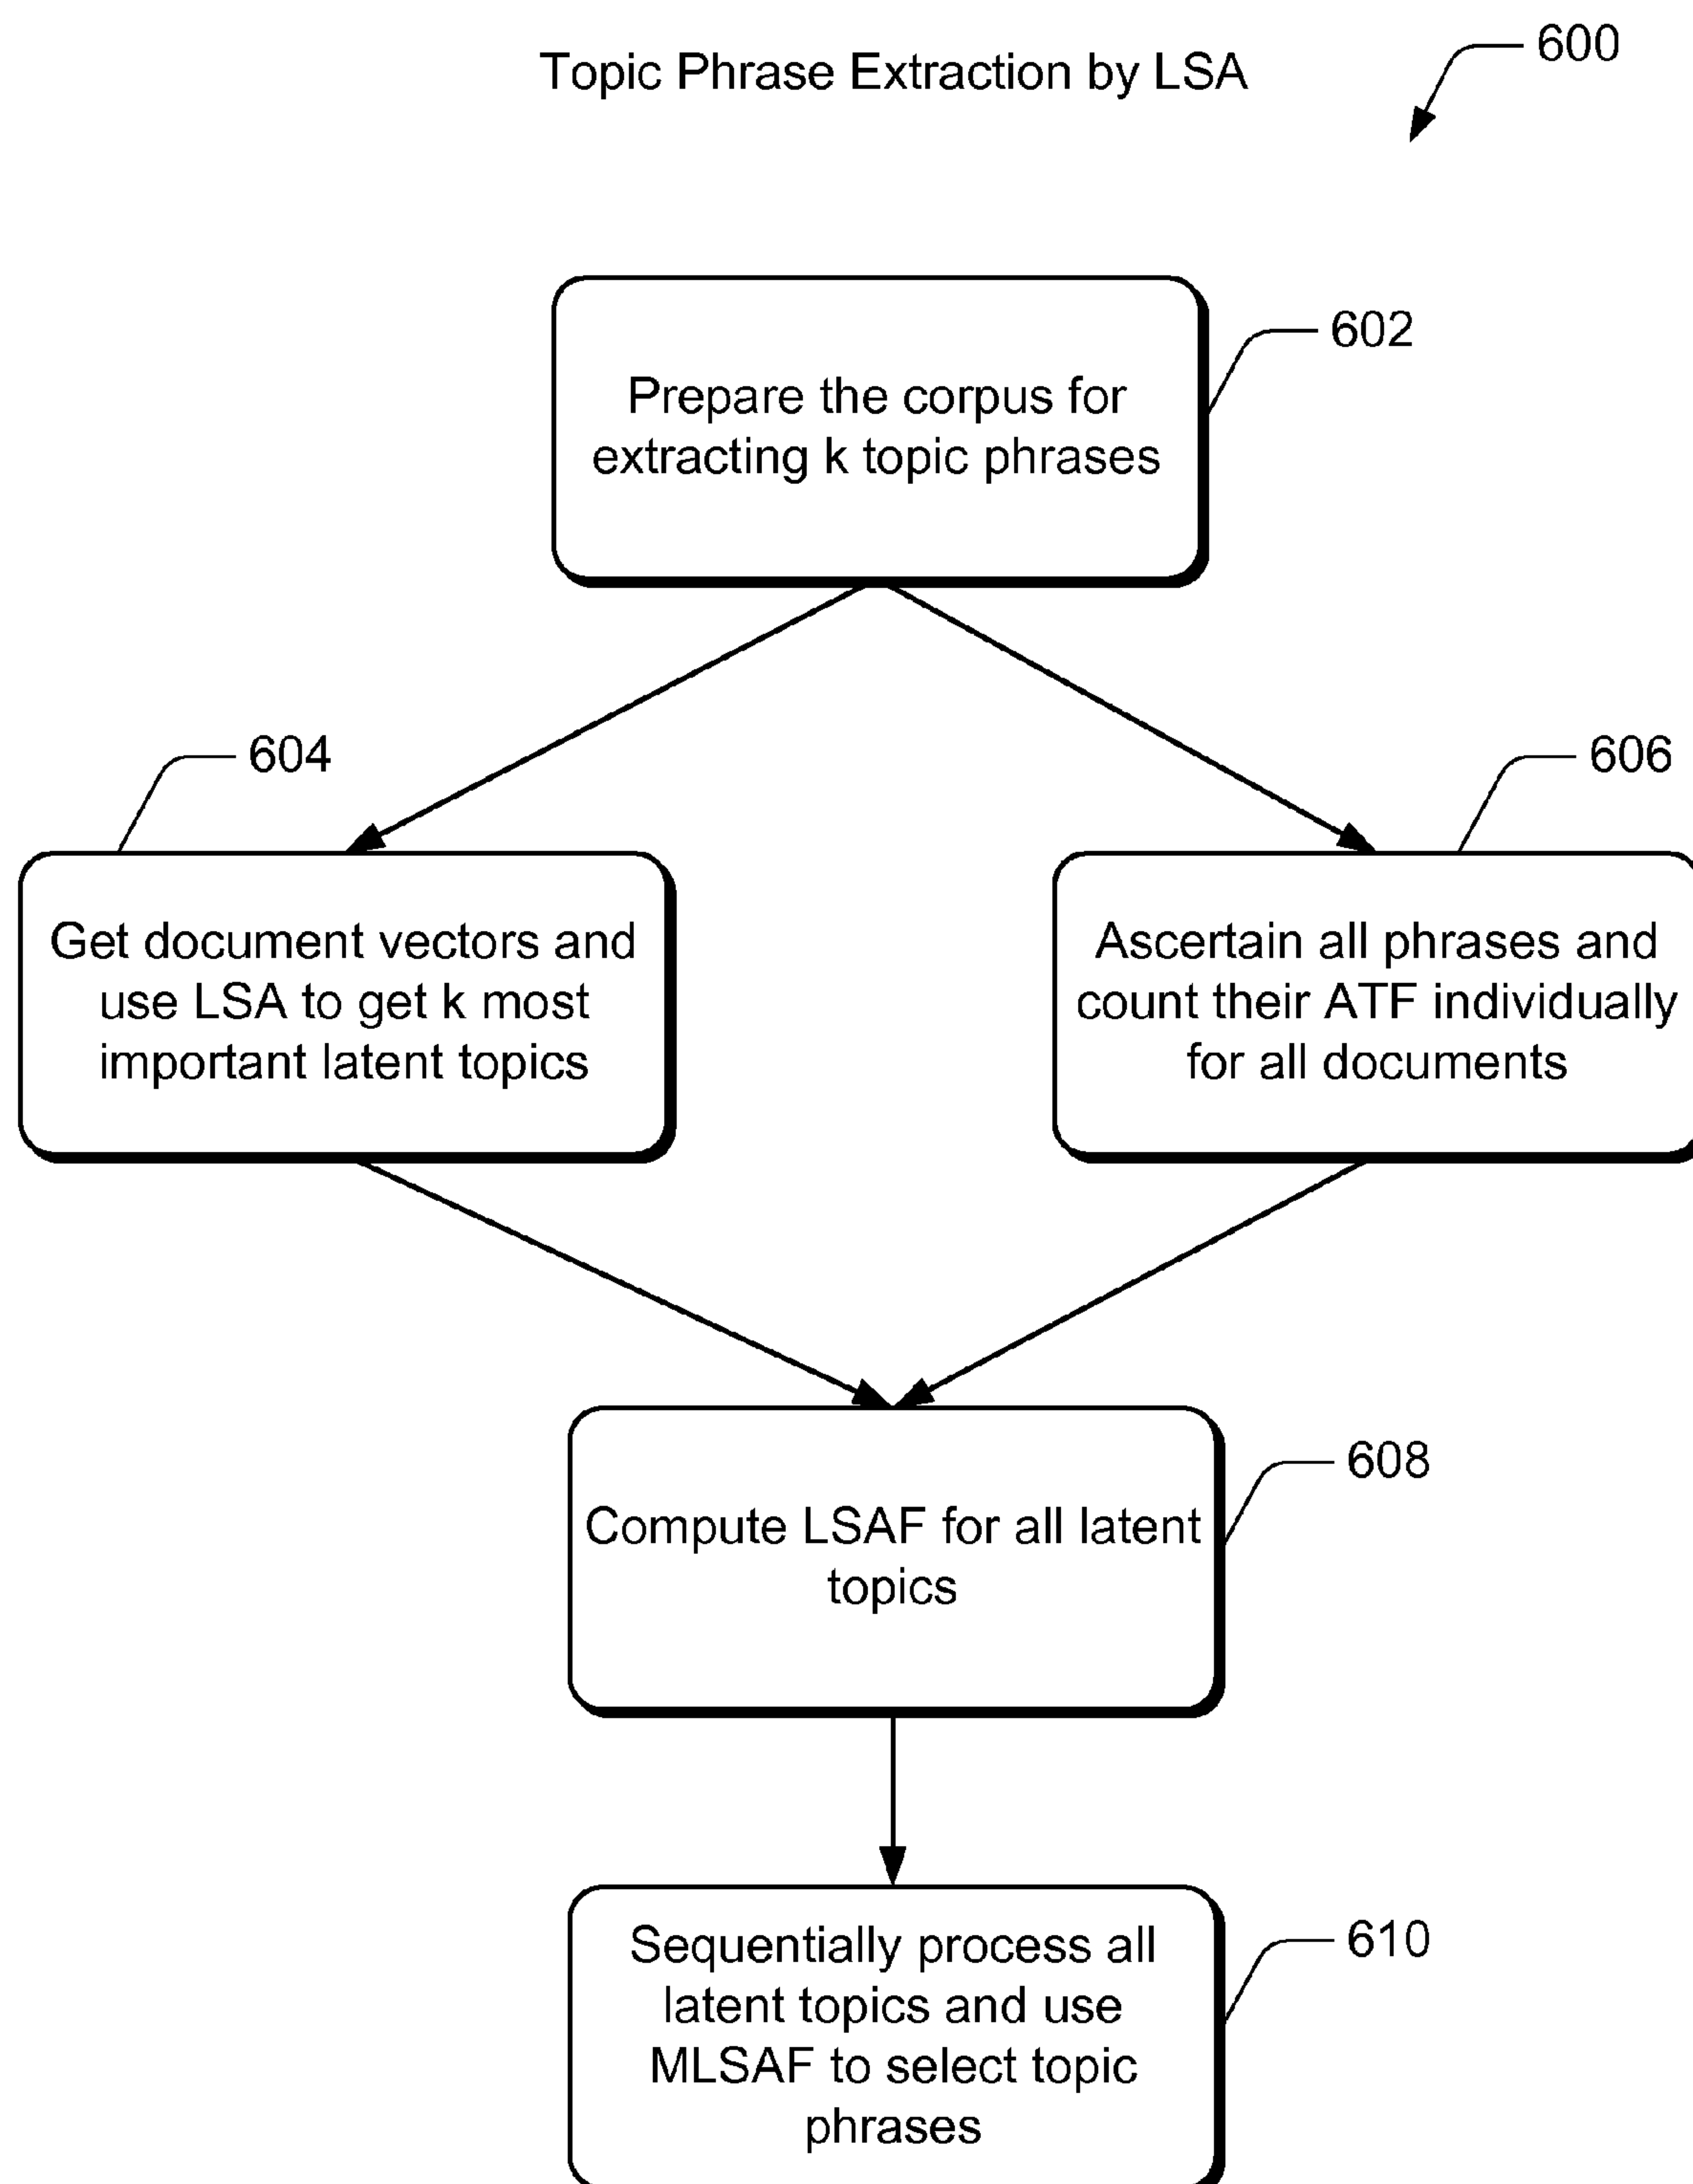 600
Topic Phrase Extraction by LSA
602
Prepare the corpus for
extracting k topic phrases
604
606
Get document vectors and
use LSA to get k most
important latent topics
Ascertain all phrases and
count their ATF individually
for all documents
608
Compute LSAF for all latent
topics
610
Sequentially process all
latent topics and use
MLSAF to select topic
phrases